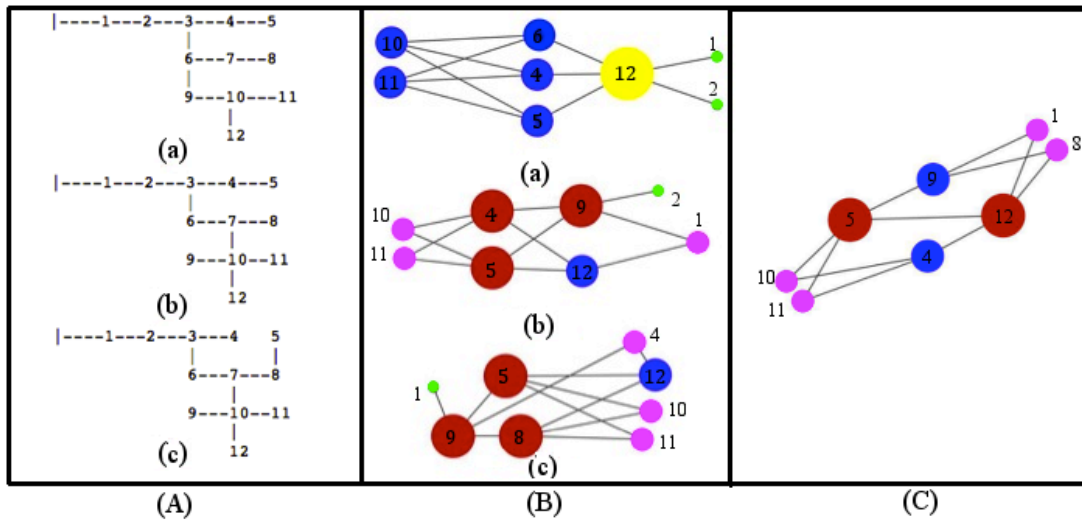 |----1---2---3---4---5
|
6---7---8
|
9---10---11
|
12
(a)
|----1---2---3---4---5
|
6---7---8
|
9---10--11
|
12
(b)
|----1---2---3---4 5
| |
6---7---8
|
9---10--11
|
12
(c)
(A)
10 6 1
11 4 12 2
5
(a)
10 4 9 2
11 5 12 1
(b)
1 5 4
12
10
9 8 11
(c)
(B)
1
8
9
5 12
4
10
11
(C)